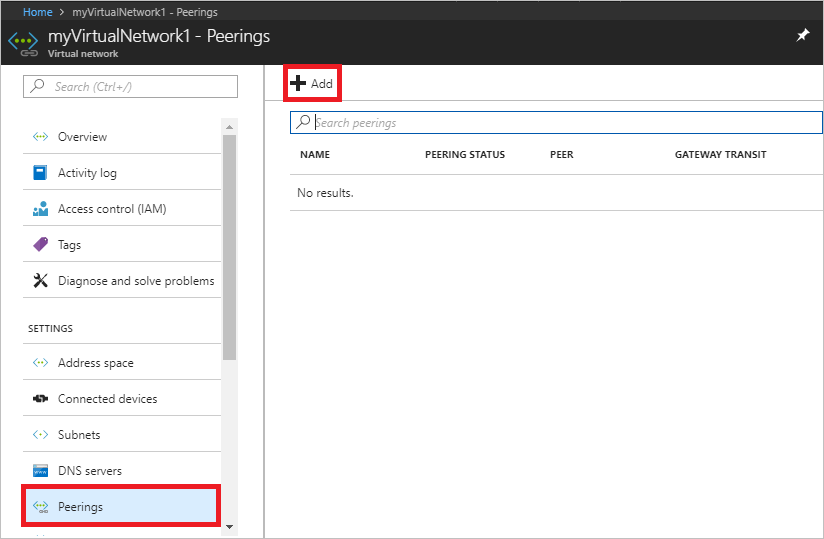 Home > myVirtualNetwork1 - Peerings
myVirtualNetwork1 - Peerings
Virtual network
Search (Ctrl+/)
Overview
Activity log
Access control (IAM)
Tags
Diagnose and solve problems
SETTINGS
Address space
Connected devices
Subnets
DNS servers
Peerings
Add
Search peerings
NAME PEERING STATUS PEER GATEWAY TRANSIT
No results.